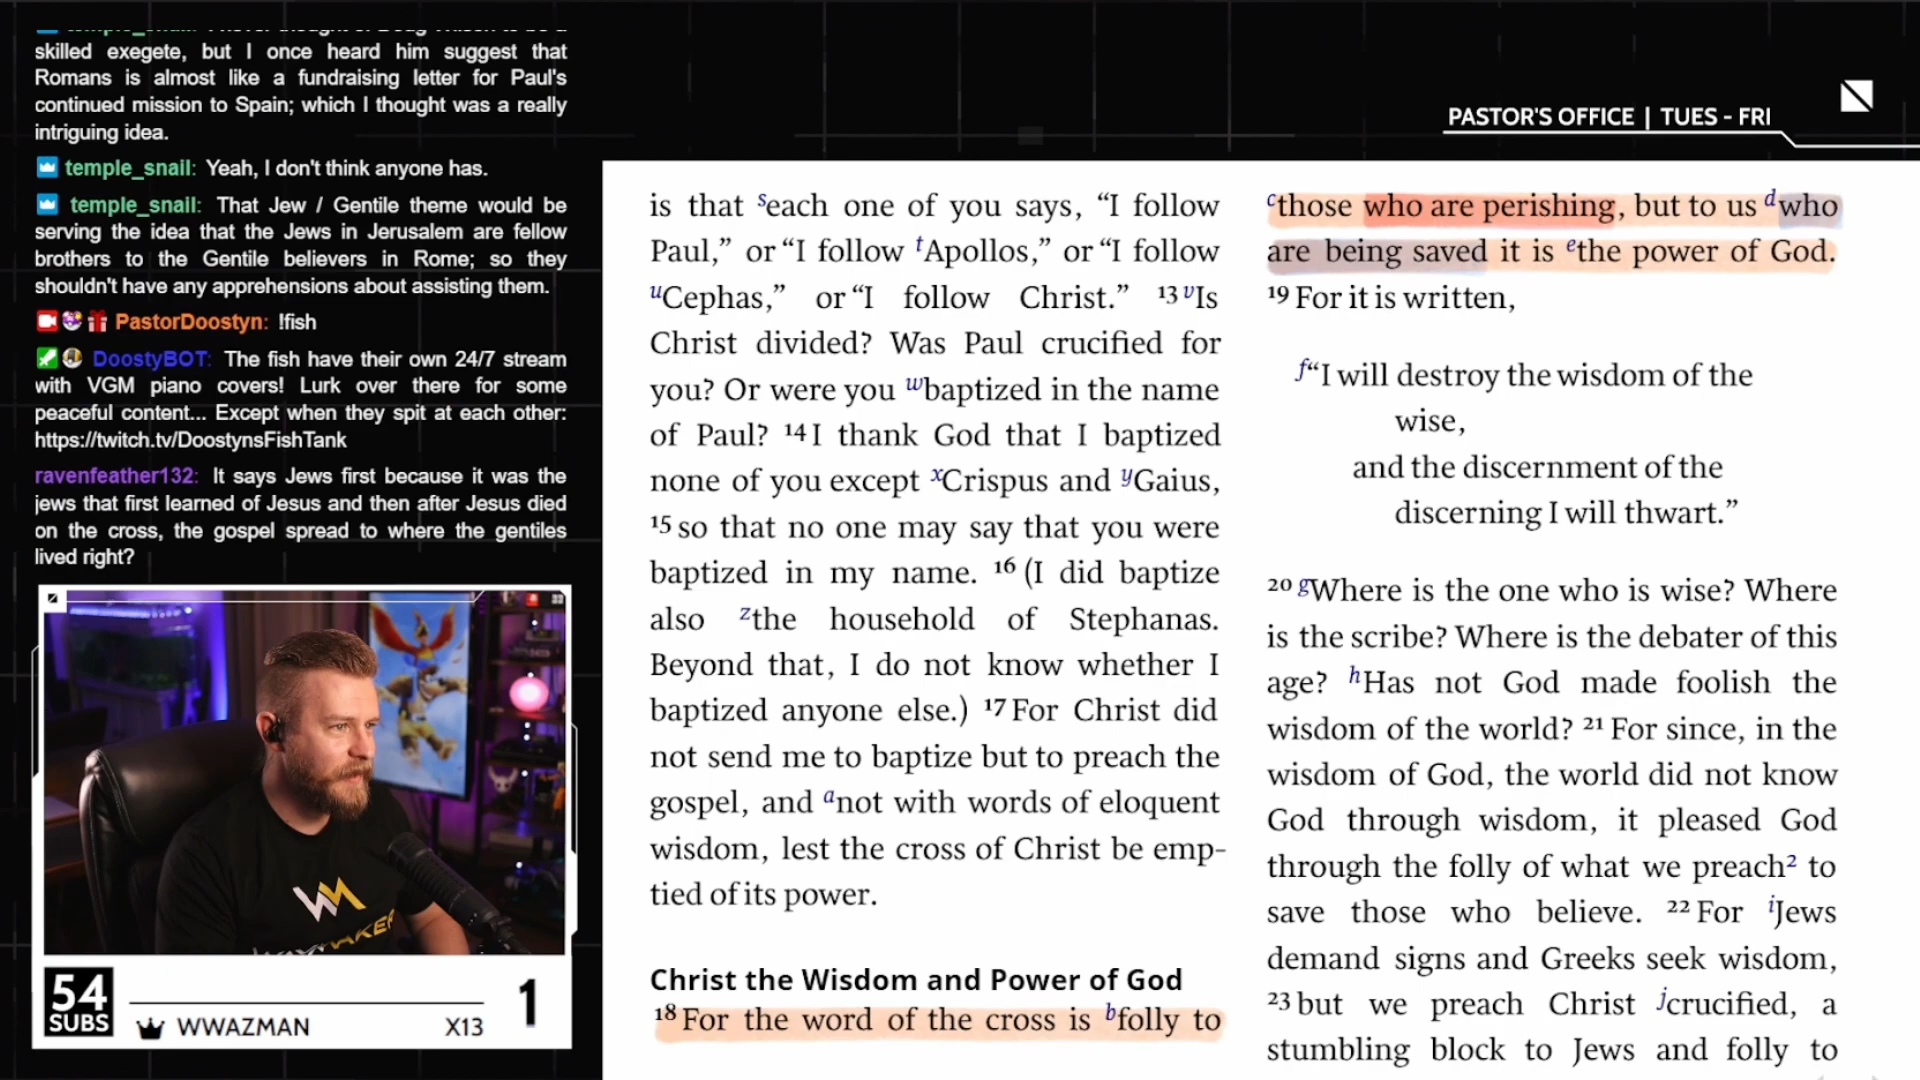 skilled exegete, but I once heard him suggest that
Romans is almost like a fundraising letter for Paul's
continued mission to Spain; which I thought was a really
intriguing idea.
temple_snail: Yeah, I don't think anyone has.
temple_snail: That Jew / Gentile theme would be
serving the idea that the Jews in Jerusalem are fellow
brothers to the Gentile believers in Rome; so they
shouldn't have any apprehensions about assisting them.
PastorDoostyn: !fish
DoostyBOT: The fish have their own 24/7 stream
with VGM piano covers! Lurk over there for some
peaceful content... Except when they spit at each other:
https://twitch.tv/DoostynsFishTank
ravenfeather132: It says Jews first because it was the
jews that first learned of Jesus and then after Jesus died
on the cross, the gospel spread to where the gentiles
lived right?
WM
54
SUBS
WWAZMAN X13
1
PASTOR'S OFFICE | TUES - FRI
is that seach one of you says, “I follow
Paul,” or “I follow tApollos,” or “I follow
uCephas,” or “I follow Christ.” 13 vIs
Christ divided? Was Paul crucified for
you? Or were you wbaptized in the name
of Paul? 14 I thank God that I baptized
none of you except xCrispus and yGaius,
15 so that no one may say that you were
baptized in my name. 16 (I did baptize
also zthe household of Stephanas.
Beyond that, I do not know whether I
baptized anyone else.) 17 For Christ did
not send me to baptize but to preach the
gospel, and anot with words of eloquent
wisdom, lest the cross of Christ be emp-
tied of its power.
Christ the Wisdom and Power of God
18 For the word of the cross is bfolly to
cthose who are perishing, but to us dwho
are being saved it is ethe power of God.
19 For it is written,
f“I will destroy the wisdom of the
wise,
and the discernment of the
discerning I will thwart.”
20 gWhere is the one who is wise? Where
is the scribe? Where is the debater of this
age? hHas not God made foolish the
wisdom of the world? 21 For since, in the
wisdom of God, the world did not know
God through wisdom, it pleased God
through the folly of what we preach2 to
save those who believe. 22 For iJews
demand signs and Greeks seek wisdom,
23 but we preach Christ jcrucified, a
stumbling block to Jews and folly to